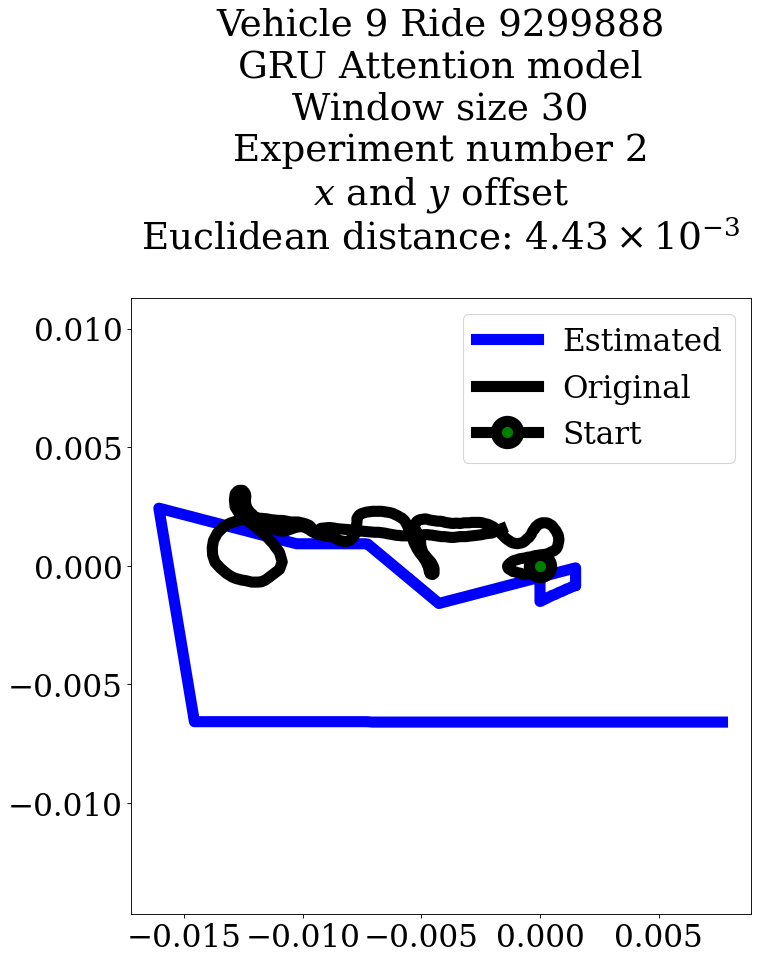 Vehicle 9 Ride 9299888
GRU Attention model
Window size 30
Experiment number 2
x and y offset
Euclidean distance: 4.43 × 10⁻³
Estimated
Original
Start
0.010
0.005
0.000
−0.005
−0.010
−0.015 −0.010 −0.005 0.000 0.005